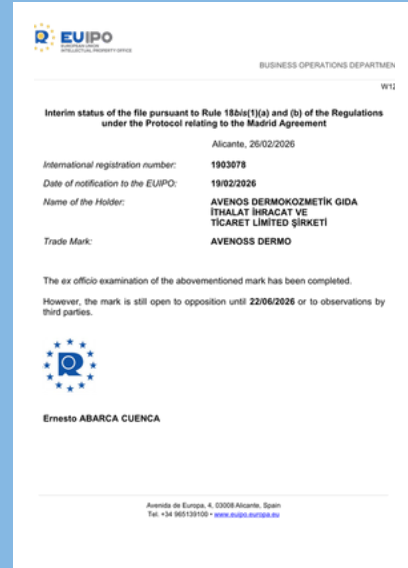 EUIPO
EUROPEAN UNION
INTELLECTUAL PROPERTY OFFICE
BUSINESS OPERATIONS DEPARTMEN
W12
Interim status of the file pursuant to Rule 18bis(1)(a) and (b) of the Regulations
under the Protocol relating to the Madrid Agreement
Alicante, 26/02/2026
International registration number: 1903078
Date of notification to the EUIPO: 19/02/2026
Name of the Holder: AVENOS DERMOKOZMETİK GIDA
İTHALAT İHRACAT VE
TİCARET LİMİTED ŞİRKETİ
Trade Mark: AVENOSS DERMO
The ex officio examination of the abovementioned mark has been completed.
However, the mark is still open to opposition until 22/06/2026 or to observations by
third parties.
R
Ernesto ABARCA CUENCA
Avenida de Europa, 4, 03008 Alicante, Spain
Tel. +34 965139100 • www.euipo.europa.eu